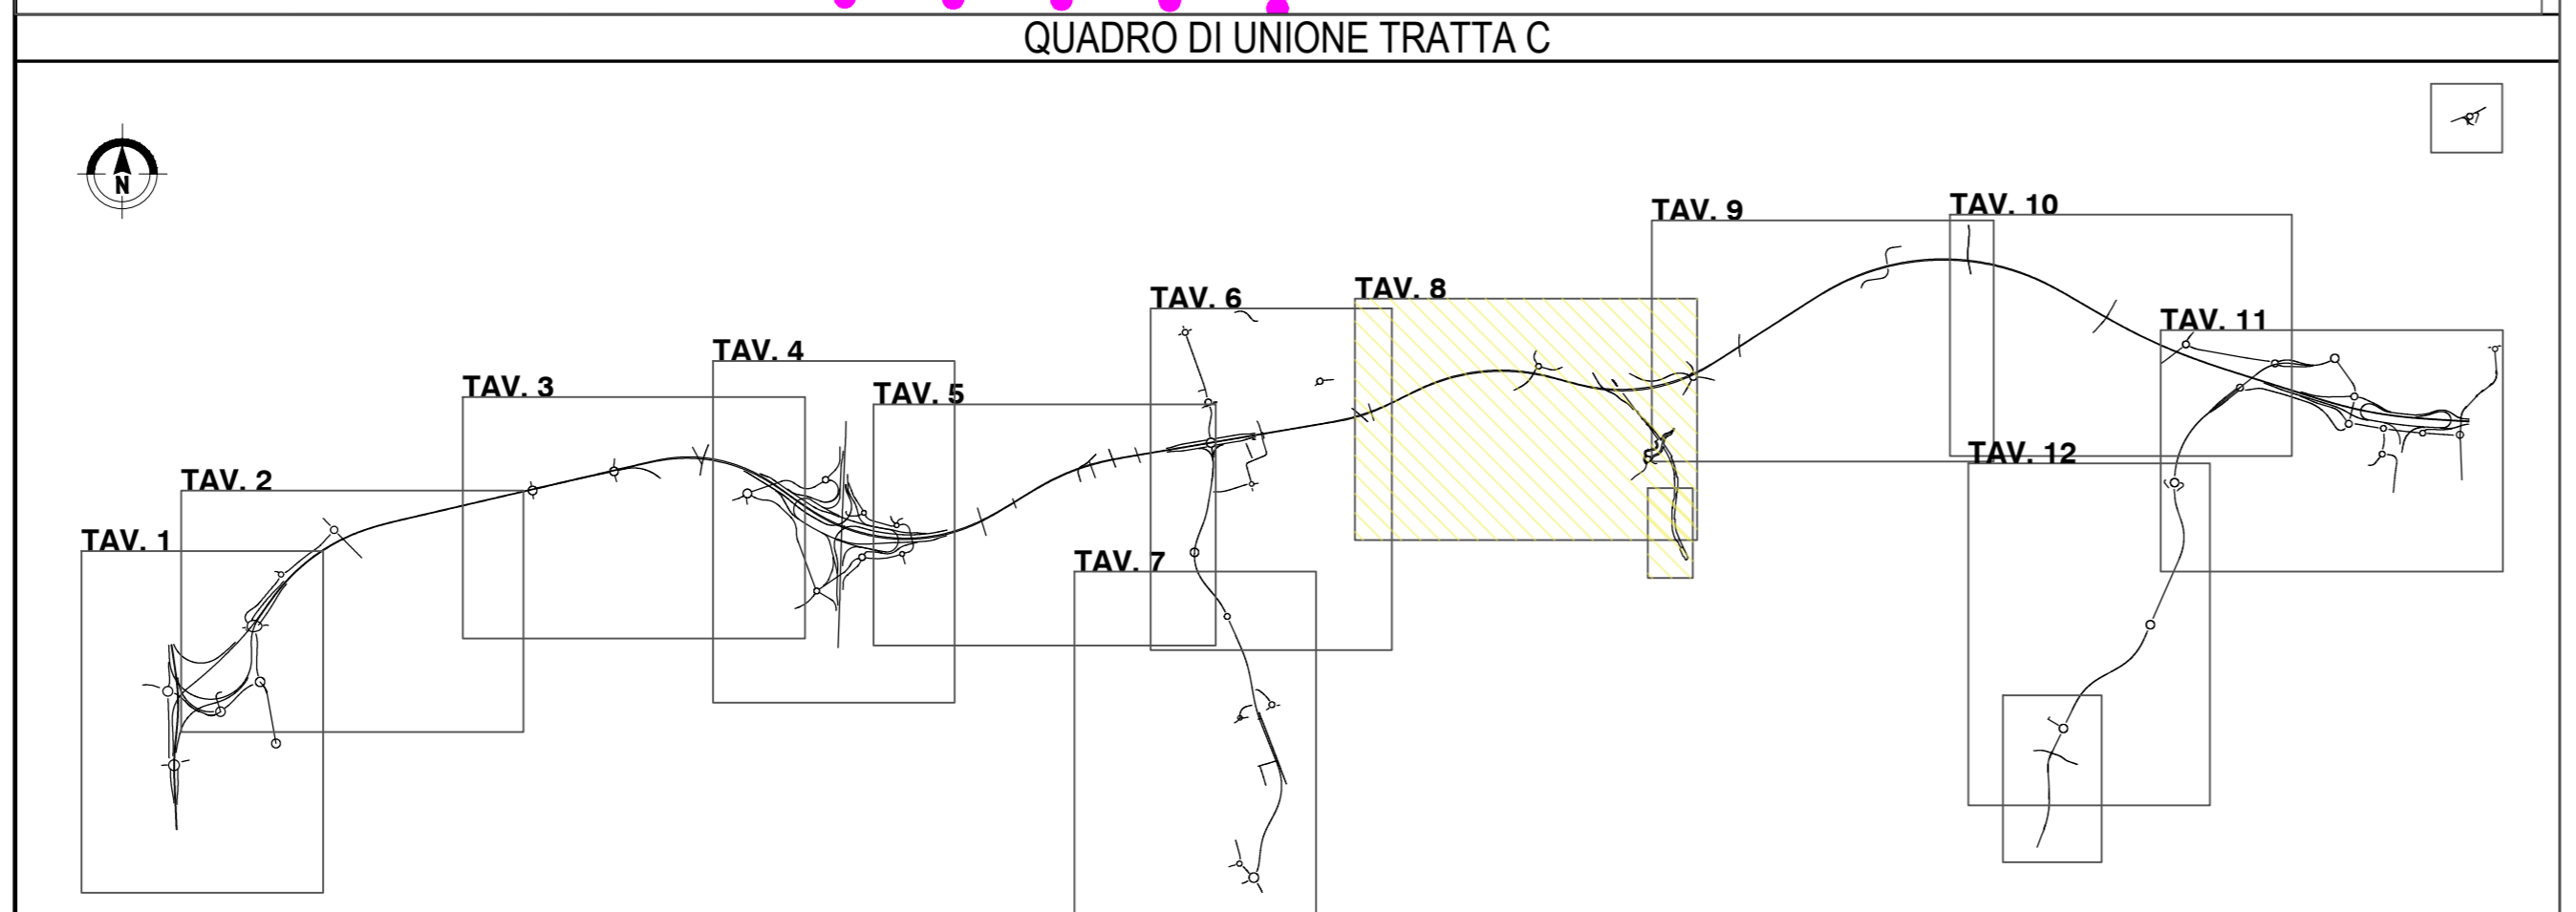 QUADRO DI UNIONE TRATTA C
N
TAV. 1
TAV. 2
TAV. 3
TAV. 4
TAV. 5
TAV. 6
TAV. 7
TAV. 8
TAV. 9
TAV. 10
TAV. 11
TAV. 12